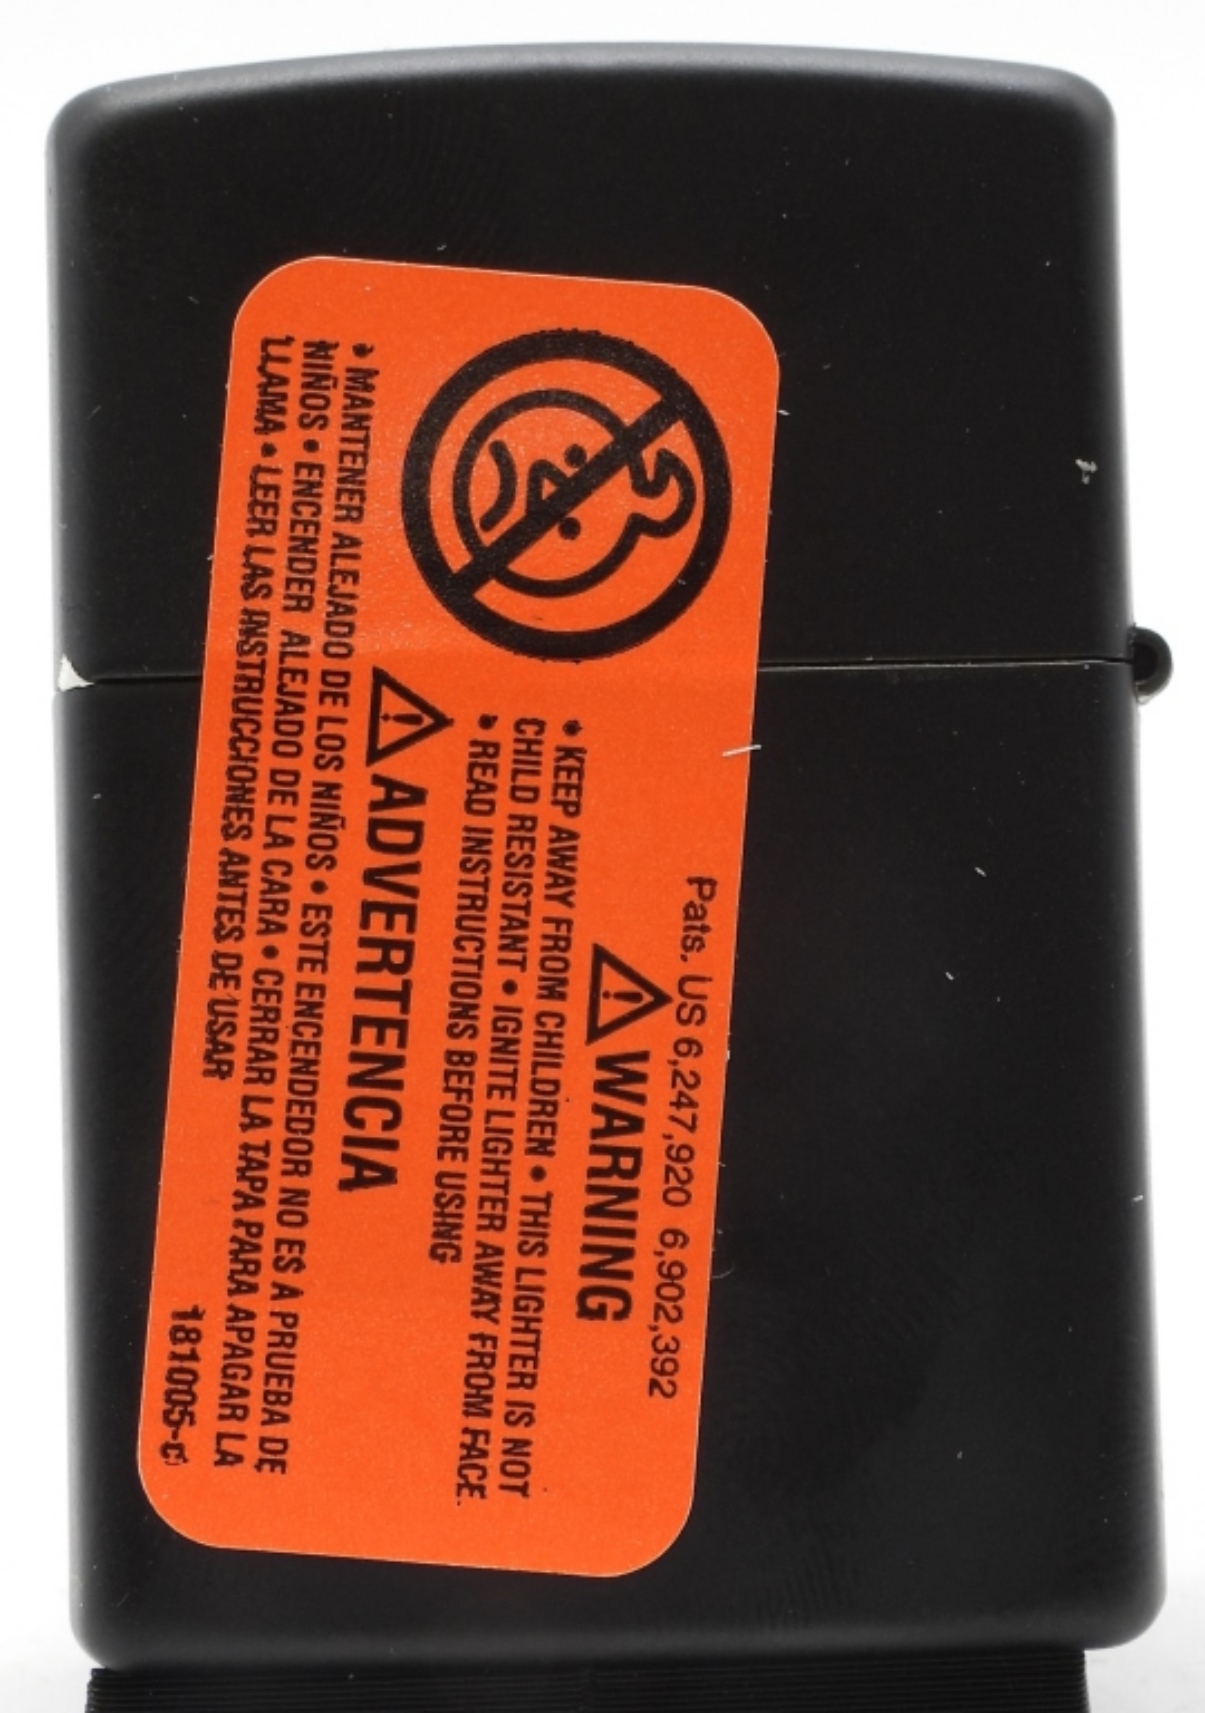 Pats. US 6,247,920 6,902,392
⚠ WARNING
• KEEP AWAY FROM CHILDREN • THIS LIGHTER IS NOT
CHILD RESISTANT • IGNITE LIGHTER AWAY FROM FACE.
• READ INSTRUCTIONS BEFORE USING
⚠ ADVERTENCIA
• MANTENER ALEJADO DE LOS NIÑOS • ESTE ENCENDEDOR NO ES A PRUEBA DE
NIÑOS • ENCENDER ALEJADO DE LA CARA • CERRAR LA TAPA PARA APAGAR LA
LLAMA • LEER LAS INSTRUCCIONES ANTES DE USAR
181005-c